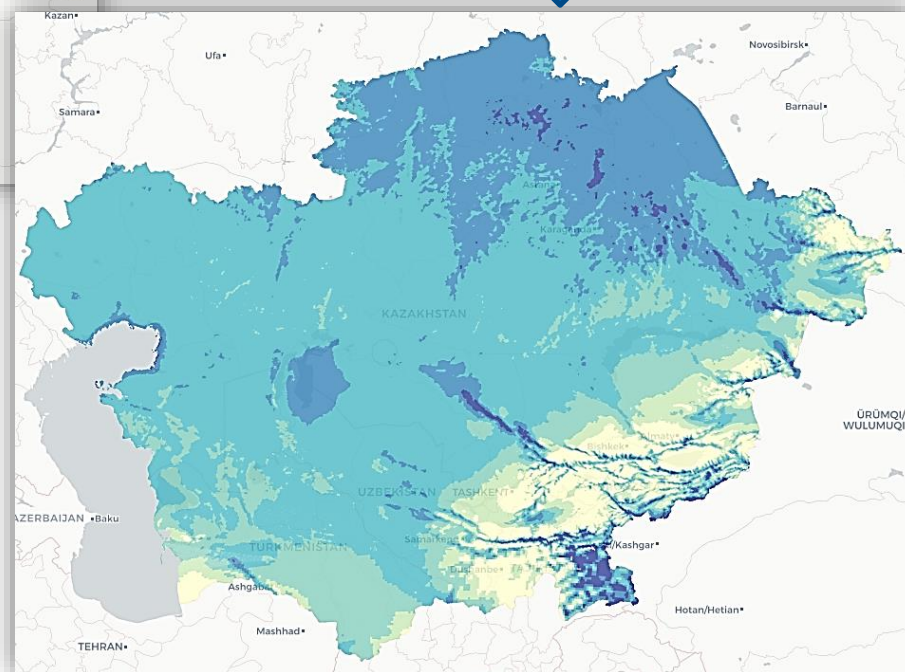 Kazan
Ufa
Novosibirsk
Samara
Barnaul
Astana
Karaganda
KAZAKHSTAN
ÜRÜMQI/
WULUMUQI
Bishkek
Almaty
UZBEKISTAN
TASHKENT
AZERBAIJAN
Baku
Samarkand
TURKMENISTAN
/Kashgar
Dushanbe
Ashgabat
Hotan/Hetian
Mashhad
TEHRAN